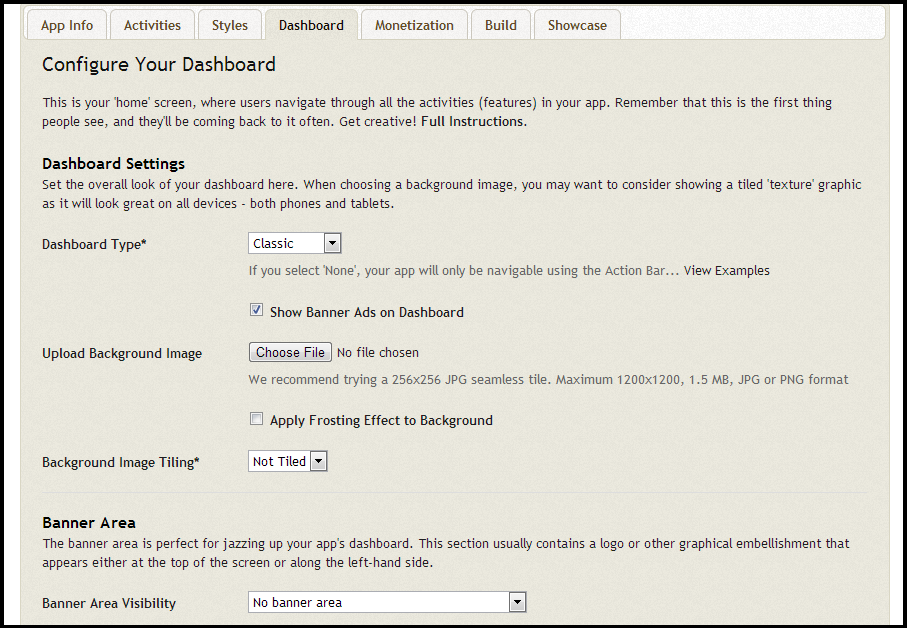 App Info Activities Styles Dashboard Monetization Build Showcase
Configure Your Dashboard
This is your 'home' screen, where users navigate through all the activities (features) in your app. Remember that this is the first thing
people see, and they'll be coming back to it often. Get creative! Full Instructions.
Dashboard Settings
Set the overall look of your dashboard here. When choosing a background image, you may want to consider showing a tiled 'texture' graphic
as it will look great on all devices - both phones and tablets.
Dashboard Type* Classic
If you select 'None', your app will only be navigable using the Action Bar... View Examples
Show Banner Ads on Dashboard
Upload Background Image Choose File No file chosen
We recommend trying a 256x256 JPG seamless tile. Maximum 1200x1200, 1.5 MB, JPG or PNG format
Apply Frosting Effect to Background
Background Image Tiling* Not Tiled
Banner Area
The banner area is perfect for jazzing up your app's dashboard. This section usually contains a logo or other graphical embellishment that
appears either at the top of the screen or along the left-hand side.
Banner Area Visibility No banner area